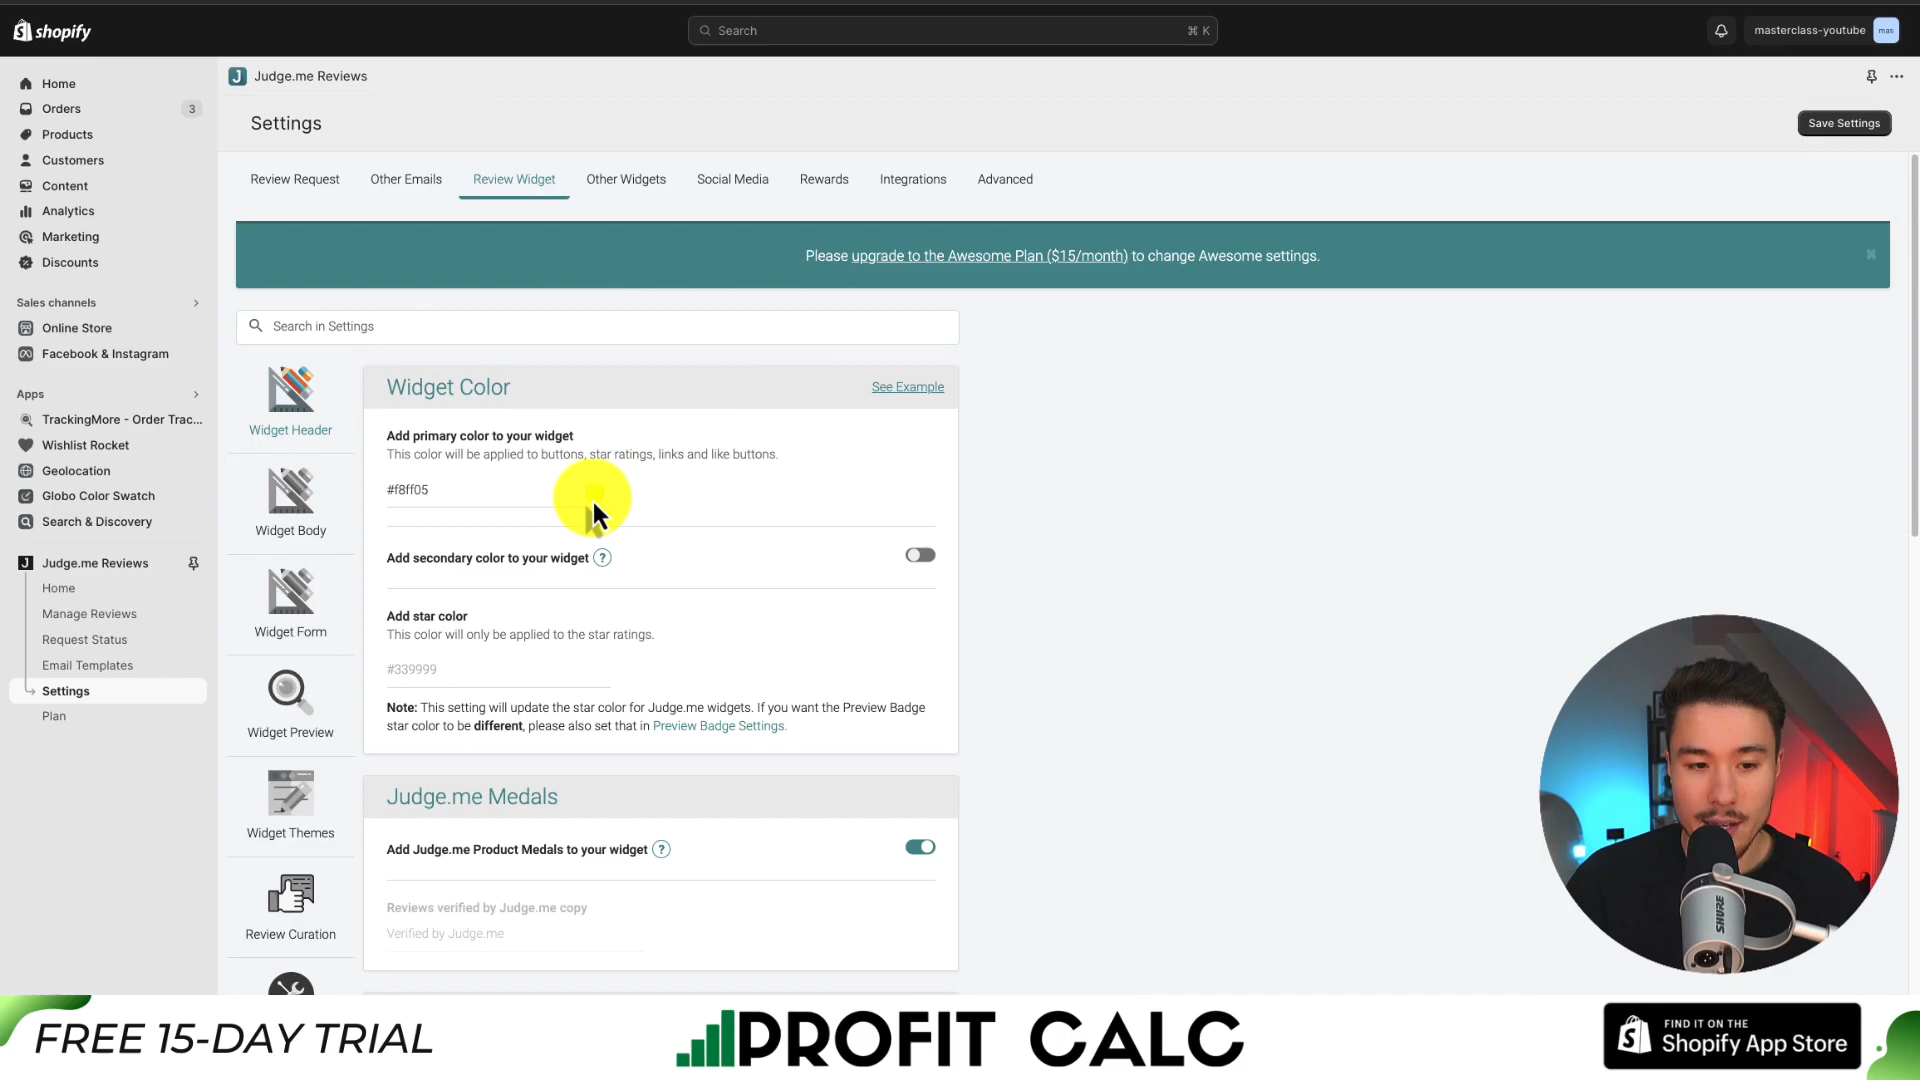 shopify
Search
⌘ K
masterclass-youtube
mas
Home
Orders
3
Products
Customers
Content
Analytics
Marketing
Discounts
Sales channels
Online Store
Facebook & Instagram
Apps
TrackingMore - Order Trac...
Wishlist Rocket
Geolocation
Globo Color Swatch
Search & Discovery
Judge.me Reviews
Home
Manage Reviews
Request Status
Email Templates
Settings
Plan
J
Judge.me Reviews
Settings
Save Settings
Review Request
Other Emails
Review Widget
Other Widgets
Social Media
Rewards
Integrations
Advanced
Please upgrade to the Awesome Plan ($15/month) to change Awesome settings.
Search in Settings
Widget Header
Widget Body
Widget Form
Widget Preview
Widget Themes
Review Curation
Widget Color
See Example
Add primary color to your widget
This color will be applied to buttons, star ratings, links and like buttons.
#f8ff05
Add secondary color to your widget ?
Add star color
This color will only be applied to the star ratings.
#339999
Note: This setting will update the star color for Judge.me widgets. If you want the Preview Badge
star color to be different, please also set that in Preview Badge Settings.
Judge.me Medals
Add Judge.me Product Medals to your widget ?
Reviews verified by Judge.me copy
Verified by Judge.me
SHURE
FREE 15-DAY TRIAL
PROFIT CALC
FIND IT ON THE
Shopify App Store